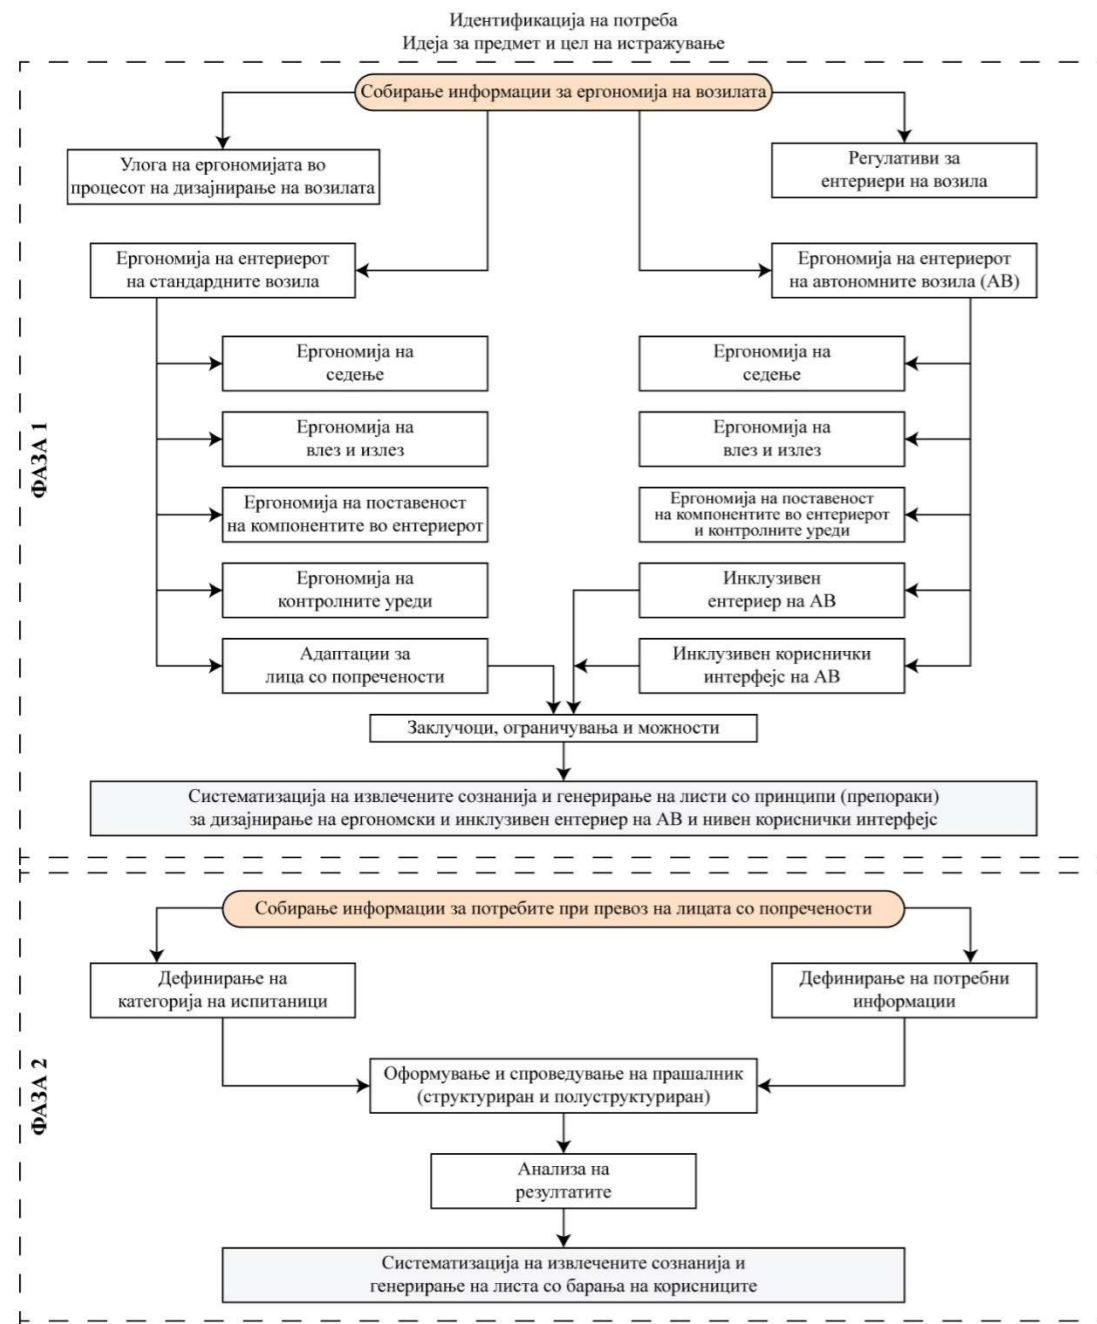 Идентификација на потреба
Идеја за предмет и цел на истражување
ФАЗА 1
Собирање информации за ергономија на возилата
Улога на ергономијата во
процесот на дизајнирање на возилата
Регулативи за
ентериери на возила
Ергономија на ентериерот
на стандардните возила
Ергономија на ентериерот
на автономните возила (АВ)
Ергономија на
седење
Ергономија на
седење
Ергономија на
влез и излез
Ергономија на
влез и излез
Ергономија на поставеност
на компонентите во ентериерот
Ергономија на поставеност
на компонентите во ентериерот
и контролните уреди
Ергономија на
контролните уреди
Инклузивен
ентериер на АВ
Адаптации за
лица со попречености
Инклузивен кориснички
интерфејс на АВ
Заклучоци, ограничувања и можности
Систематизација на извлечените сознанија и генерирање на листи со принципи (препораки)
за дизајнирање на ергономски и инклузивен ентериер на АВ и нивен кориснички интерфејс
ФАЗА 2
Собирање информации за потребите при превоз на лицата со попречености
Дефинирање на
категорија на испитаници
Дефинирање на потребни
информации
Оформување и спроведување на прашалник
(структуриран и полуструктуриран)
Анализа на
резултатите
Систематизација на извлечените сознанија и
генерирање на листа со барања на корисниците